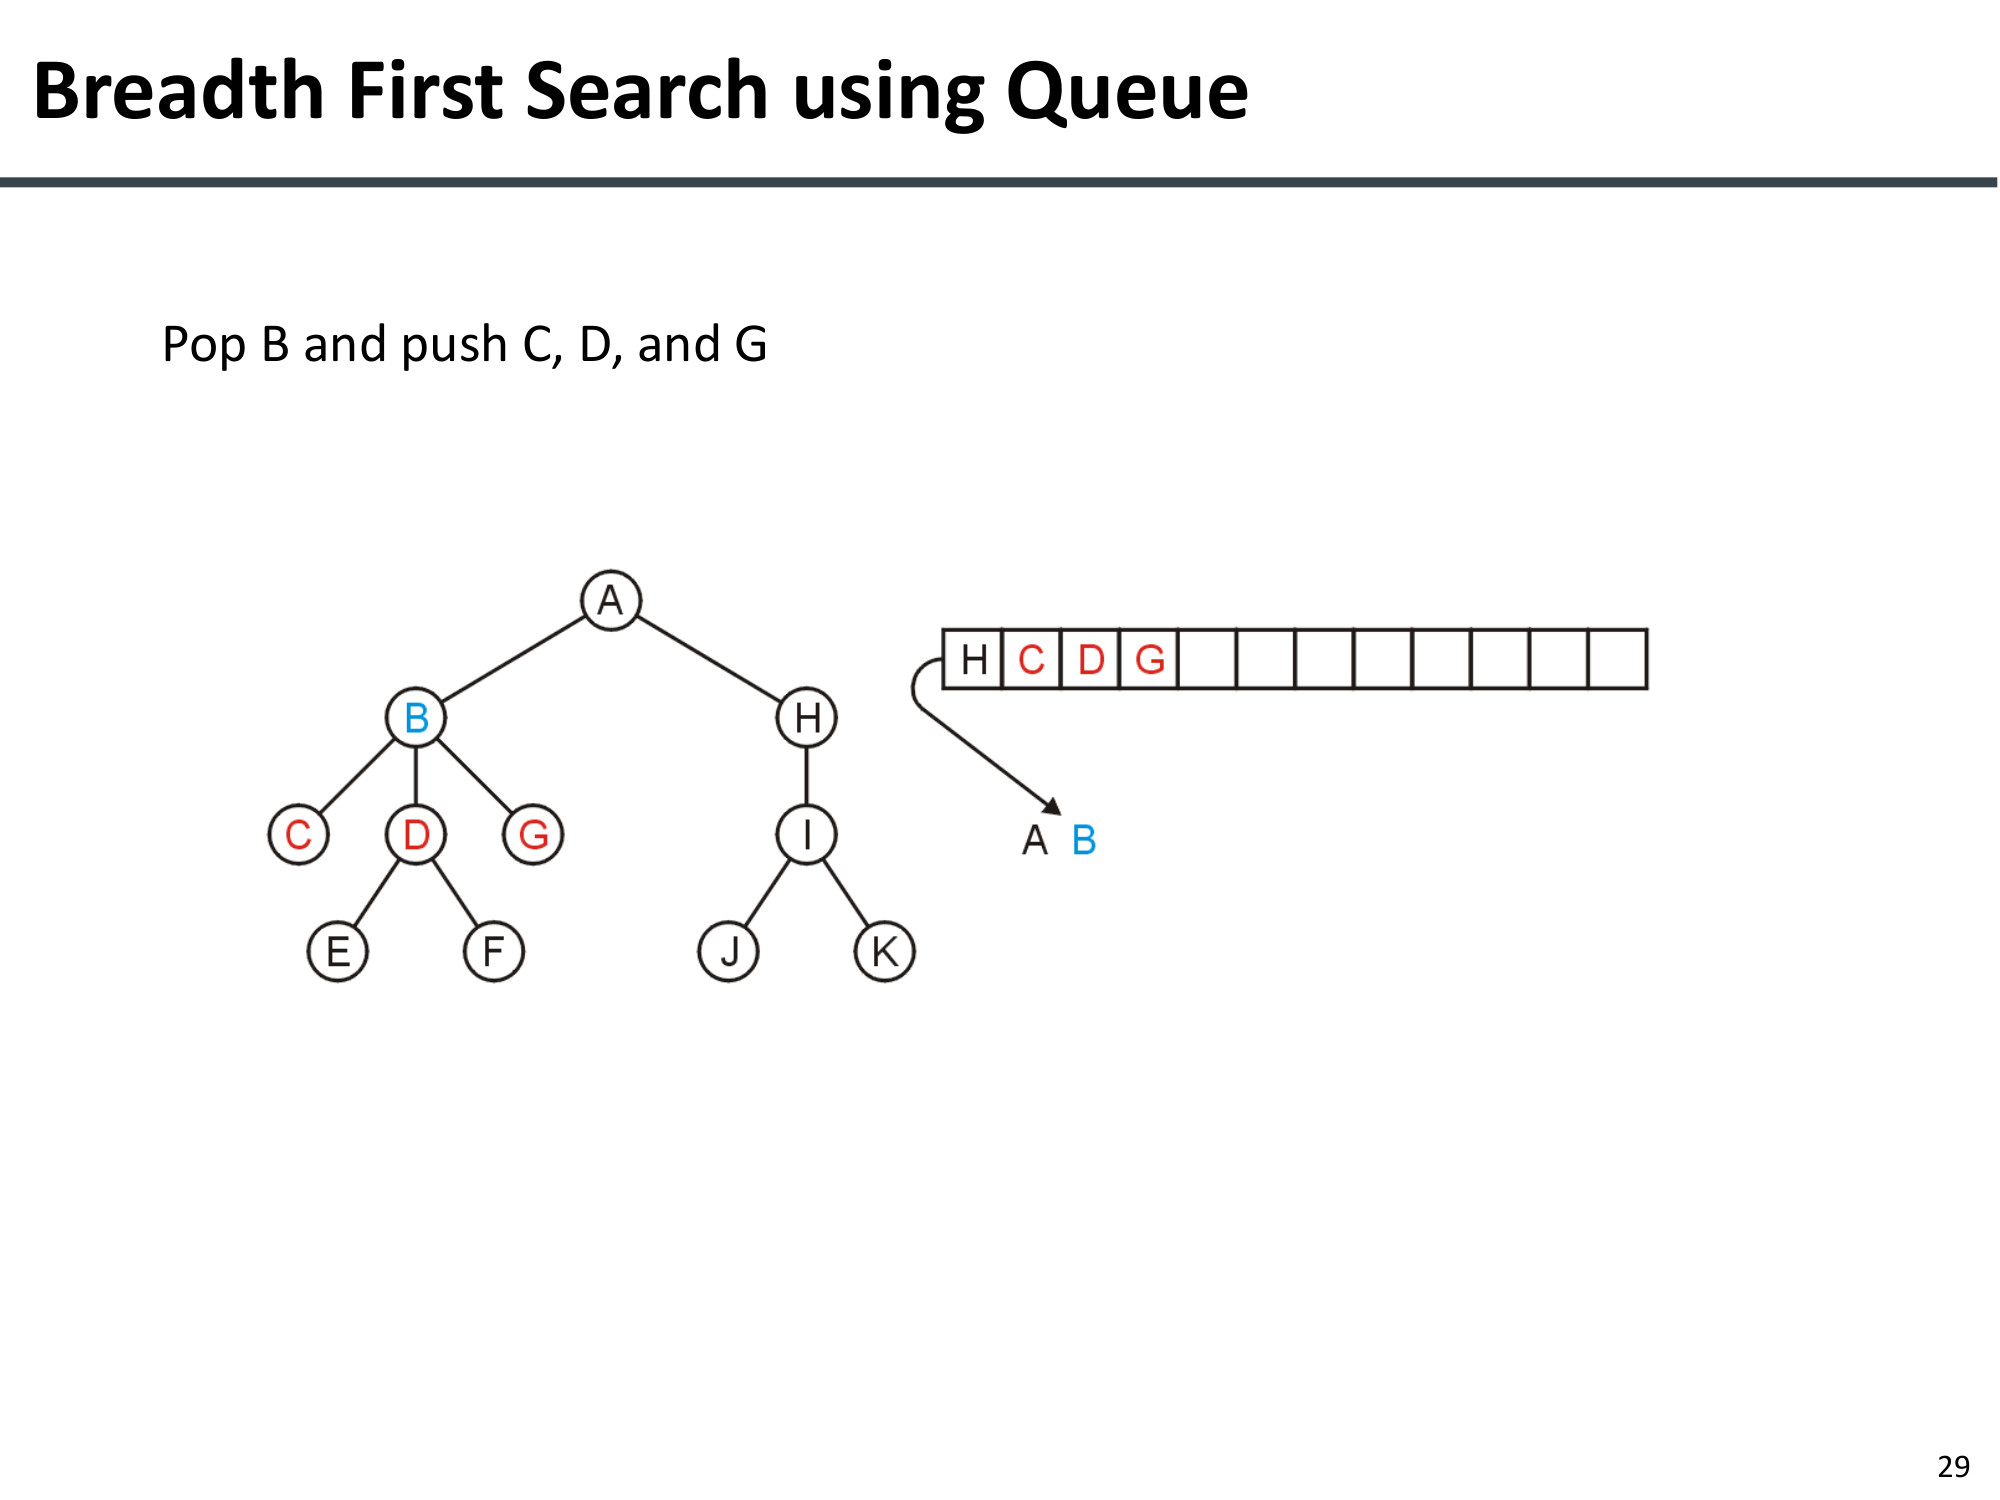 Breadth First Search using Queue
Pop B and push C, D, and G
A
H C D G
B H
C D G I
A B
E F J K
29